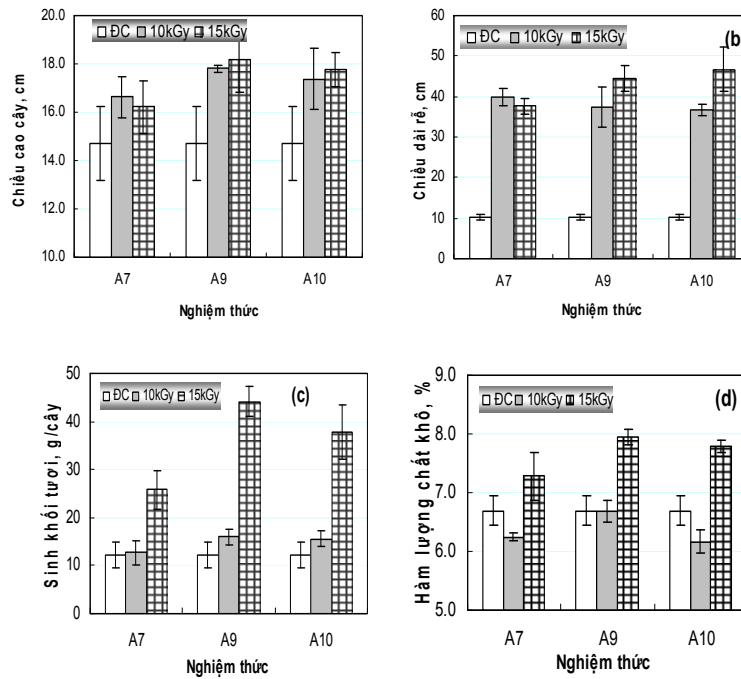 20.0
18.0
16.0
14.0
12.0
10.0
Chiều cao cây, cm
ĐC 10kGy 15kGy
A7 A9 A10
Nghiệm thức
60
50
40
30
20
10
0
Chiều dài rễ, cm
ĐC 10kGy 15kGy
(b
A7 A9 A10
Nghiệm thức
50
40
30
20
10
0
Sinh khối tươi, g/cây
ĐC 10kGy 15kGy
(c)
A7 A9 A10
Nghiệm thức
9.0
8.0
7.0
6.0
5.0
Hàm lượng chất khô, %
ĐC 10kGy 15kGy
(d)
A7 A9 A10
Nghiệm thức